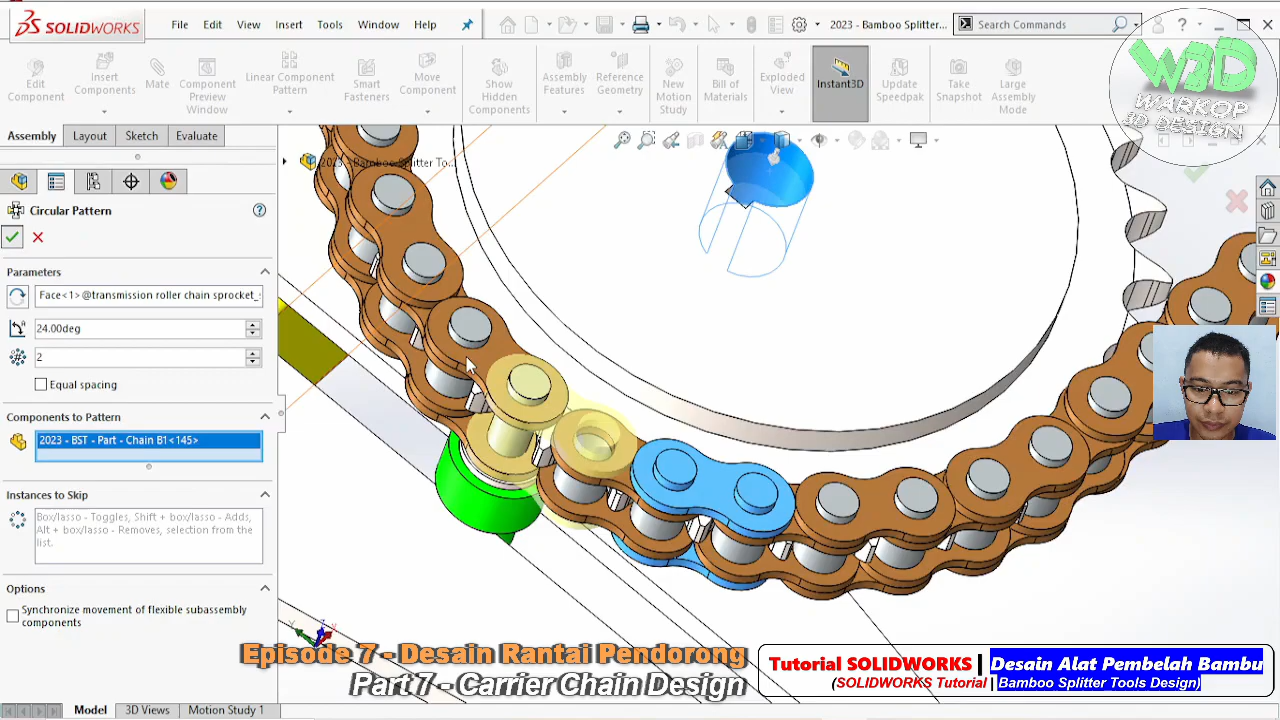 SOLIDWORKS
File
Edit
View
Insert
Tools
Window
Help
2023 - Bamboo Splitter...
Search Commands
Edit
Component
Insert
Components
Mate
Component
Preview
Window
Linear Component
Pattern
Smart
Fasteners
Move
Component
Show
Hidden
Components
Assembly
Features
Reference
Geometry
New
Motion
Study
Bill of
Materials
Exploded
View
Instant3D
Update
Speedpak
Take
Snapshot
Large
Assembly
Mode
W3D
WARKOP
3D DESIGN
Assembly
Layout
Sketch
Evaluate
2023 - Bamboo Splitter To...
Circular Pattern
Parameters
Face<1>@transmission roller chain sprocket_
24.00deg
2
Equal spacing
Components to Pattern
2023 - BST - Part - Chain B1<145>
Instances to Skip
Box/lasso - Toggles, Shift + box/lasso - Adds,
Alt + box/lasso - Removes, selection from the
list.
Options
Synchronize movement of flexible subassembly
components
Episode 7 - Desain Rantai Pendorong
Part 7 - Carrier Chain Design
Tutorial SOLIDWORKS | Desain Alat Pembelah Bambu
(SOLIDWORKS Tutorial | Bamboo Splitter Tools Design)
Model
3D Views
Motion Study 1